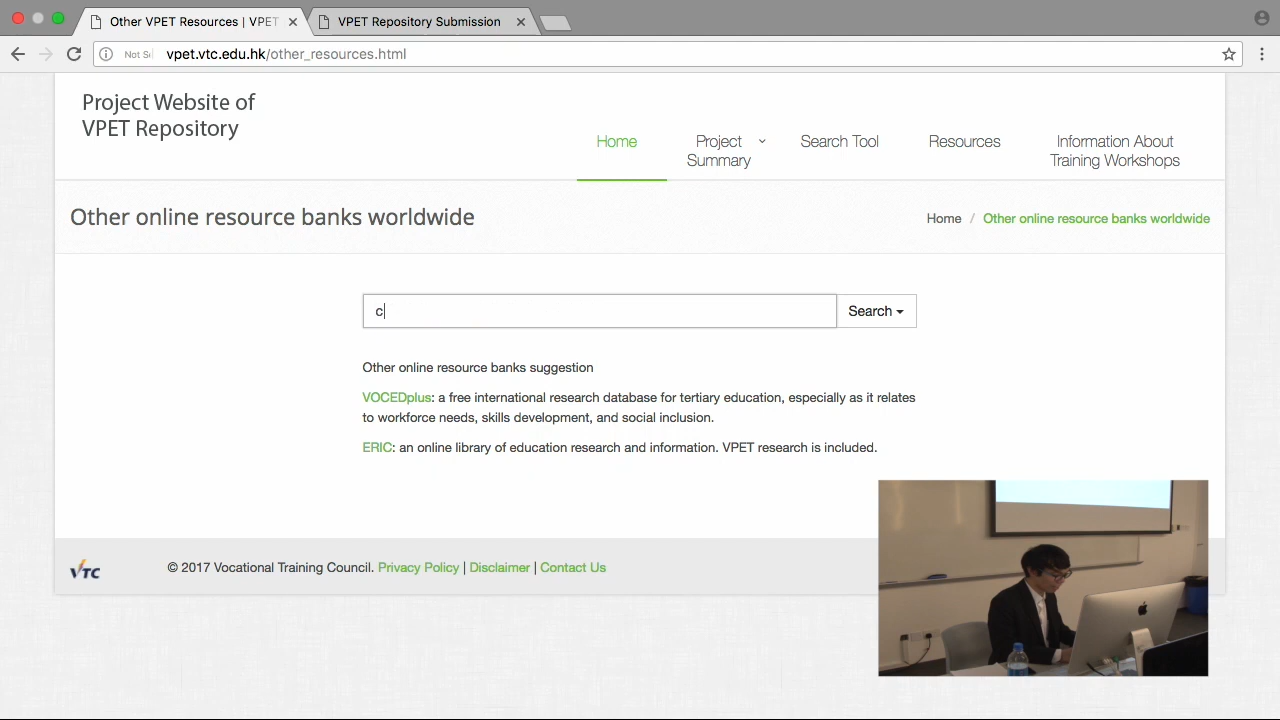 Other VPET Resources | VPET
VPET Repository Submission
Not Se
vpet.vtc.edu.hk/other_resources.html
Project Website of
VPET Repository
Home
Project
Summary
Search Tool
Resources
Information About
Training Workshops
Other online resource banks worldwide
Home / Other online resource banks worldwide
c
Search
Other online resource banks suggestion
VOCEDplus: a free international research database for tertiary education, especially as it relates
to workforce needs, skills development, and social inclusion.
ERIC: an online library of education research and information. VPET research is included.
VTC
© 2017 Vocational Training Council. Privacy Policy | Disclaimer | Contact Us